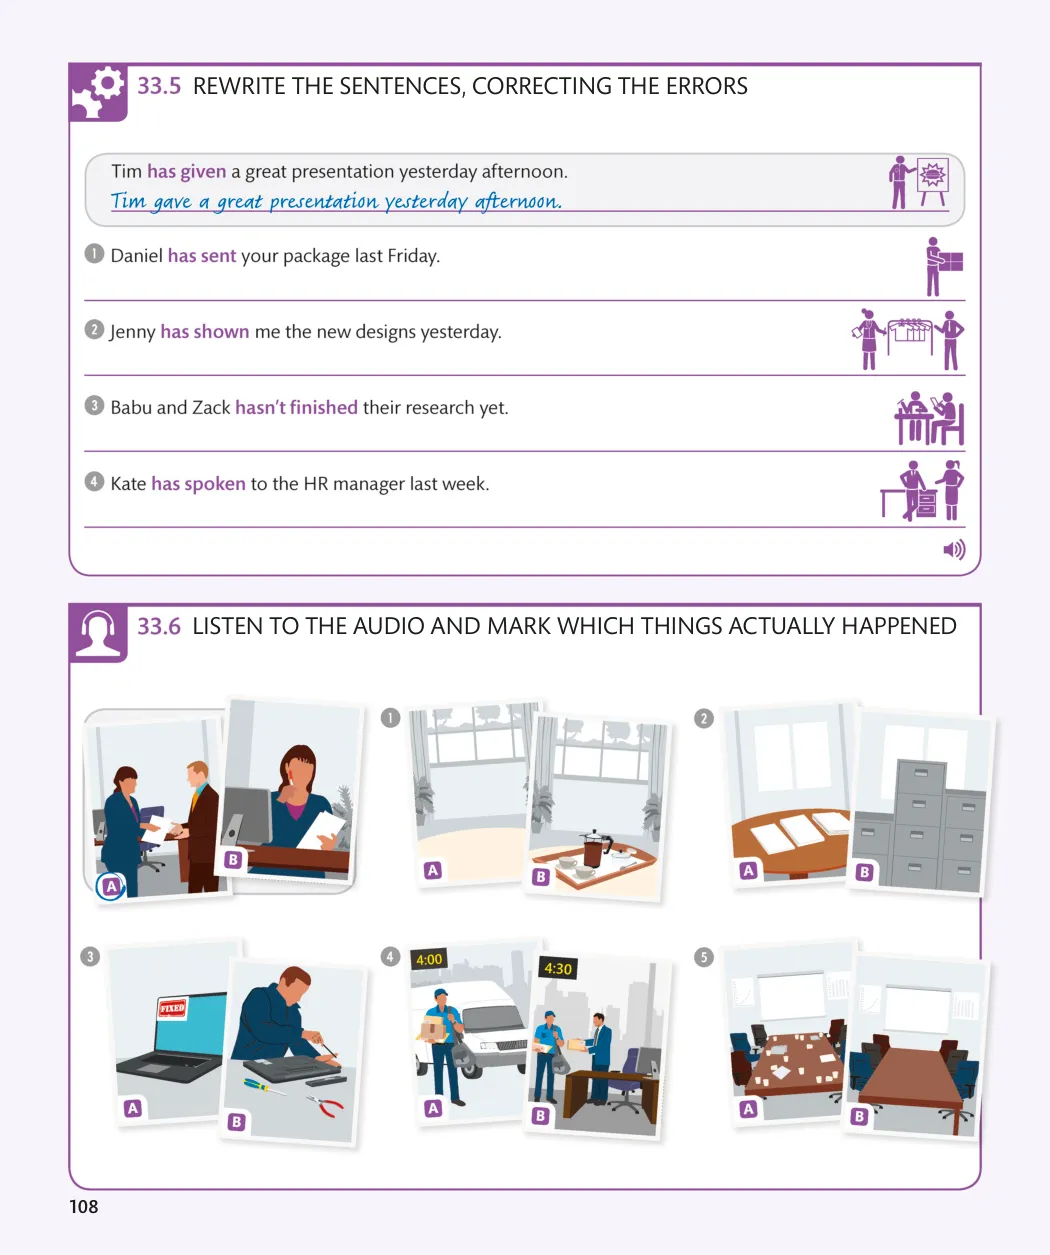 33.5 REWRITE THE SENTENCES, CORRECTING THE ERRORS
Tim has given a great presentation yesterday afternoon.
Tim gave a great presentation yesterday afternoon.
1 Daniel has sent your package last Friday.
2 Jenny has shown me the new designs yesterday.
3 Babu and Zack hasn't finished their research yet.
4 Kate has spoken to the HR manager last week.
33.6 LISTEN TO THE AUDIO AND MARK WHICH THINGS ACTUALLY HAPPENED
A
B
1
A
B
2
A
B
3
FIXED
A
B
4
4:00
4:30
A
B
5
A
B
108